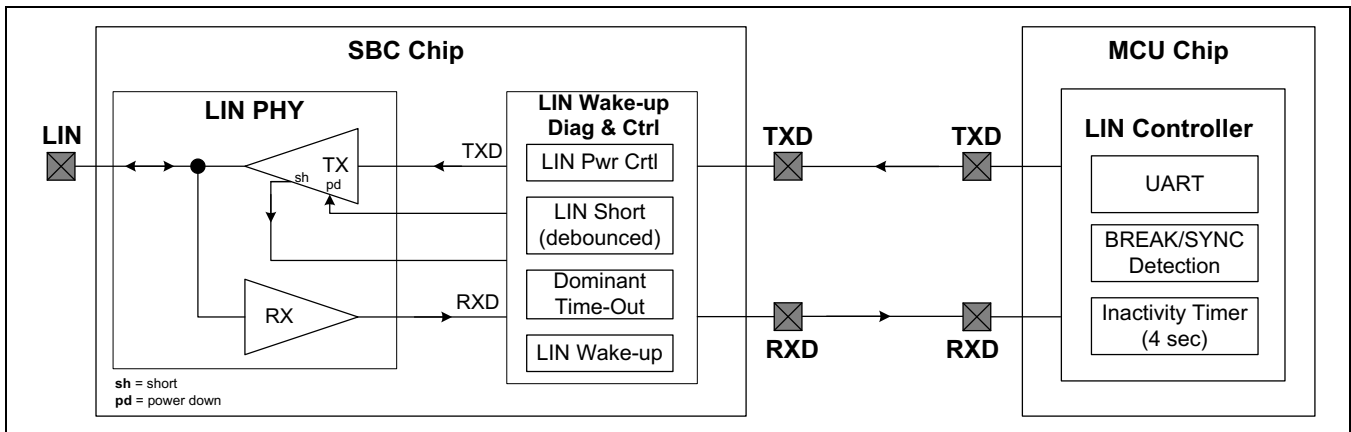 SBC Chip
MCU Chip
LIN PHY
LIN Wake-up
Diag & Ctrl
LIN
TXD
TXD
TXD
LIN Controller
TX
sh
pd
LIN Pwr Crtl
UART
LIN Short
(debounced)
BREAK/SYNC
Detection
Dominant
Time-Out
RXD
RX
Inactivity Timer
(4 sec)
RXD
RXD
LIN Wake-up
sh = short
pd = power down